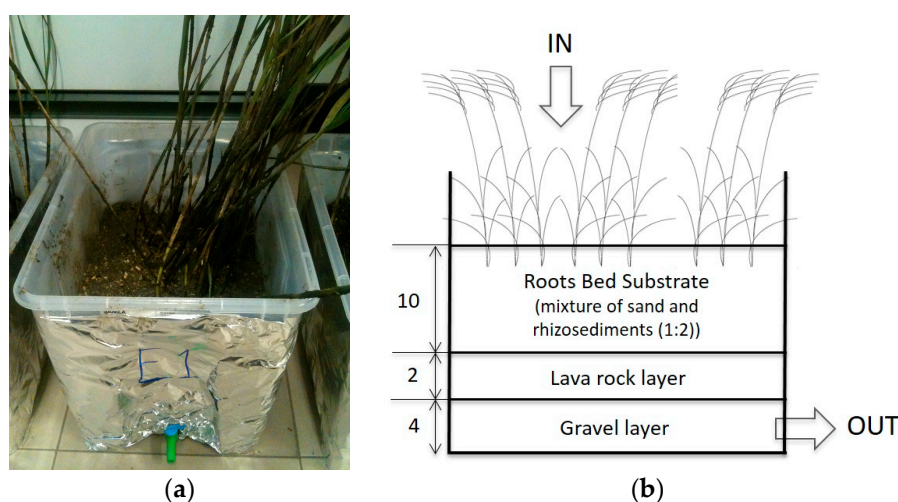 E1
(a)
IN
10
Roots Bed Substrate
(mixture of sand and
rhizosediments (1:2))
2
Lava rock layer
4
Gravel layer
OUT
(b)